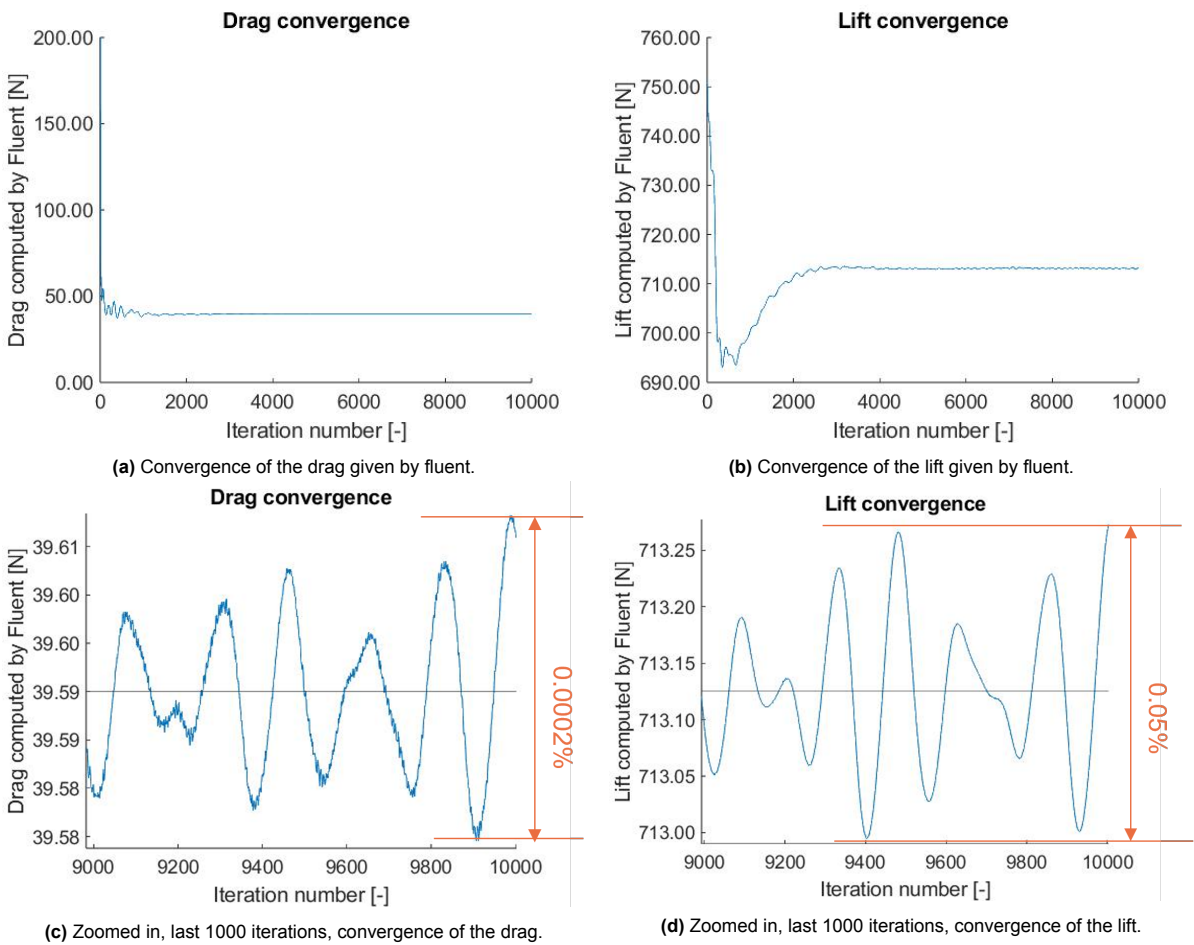 Drag convergence
Drag computed by Fluent [N]
200.00
150.00
100.00
50.00
0.00
0 2000 4000 6000 8000 10000
Iteration number [-]
(a) Convergence of the drag given by fluent.
Lift convergence
Lift computed by Fluent [N]
760.00
750.00
740.00
730.00
720.00
710.00
700.00
690.00
0 2000 4000 6000 8000 10000
Iteration number [-]
(b) Convergence of the lift given by fluent.
Drag convergence
Drag computed by Fluent [N]
39.61
39.60
39.60
39.59
39.59
39.58
39.58
9000 9200 9400 9600 9800 10000
Iteration number [-]
0.0002%
(c) Zoomed in, last 1000 iterations, convergence of the drag.
Lift convergence
Lift computed by Fluent [N]
713.25
713.20
713.15
713.10
713.05
713.00
9000 9200 9400 9600 9800 10000
Iteration number [-]
0.05%
(d) Zoomed in, last 1000 iterations, convergence of the lift.